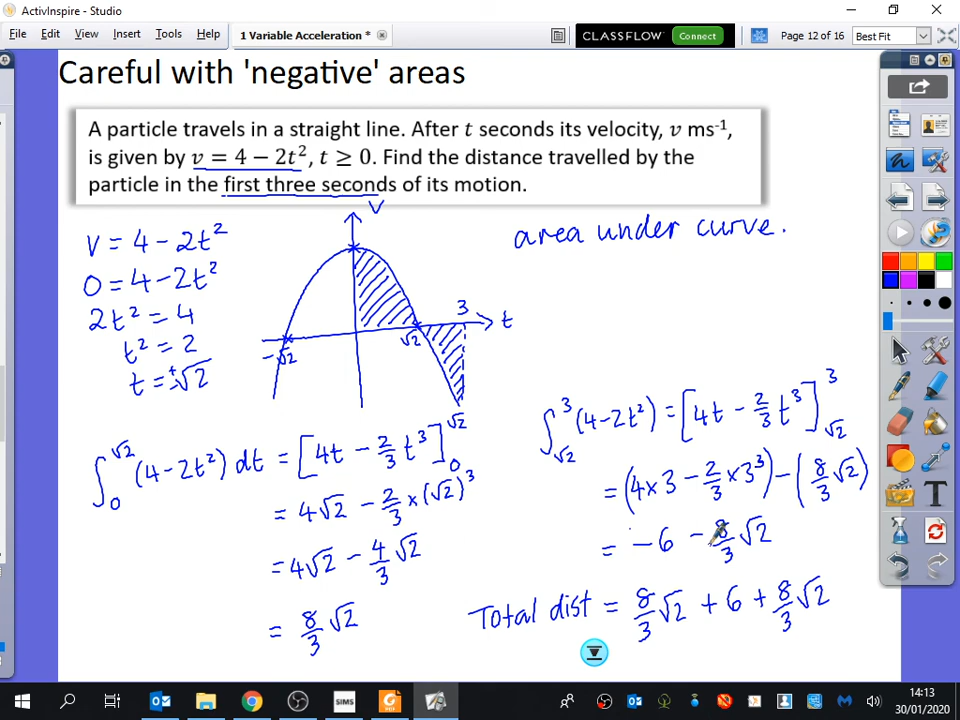 ActivInspire - Studio
File Edit View Insert Tools Help
1 Variable Acceleration *
CLASSFLOW Connect
Page 12 of 16
Best Fit
Careful with 'negative' areas
A particle travels in a straight line. After t seconds its velocity, v ms⁻¹,
is given by v = 4 − 2t², t ≥ 0. Find the distance travelled by the
particle in the first three seconds of its motion.
v = 4 − 2t²
0 = 4 − 2t²
2t² = 4
t² = 2
t = ±√2
v
3
t
−√2
√2
area under curve.
∫₀^√2 (4−2t²) dt = [4t − 2/3 t³]₀^√2
= 4√2 − 2/3 × (√2)³
= 4√2 − 4/3 √2
= 8/3 √2
∫_√2^3 (4−2t²) = [4t − 2/3 t³]_√2^3
= (4×3 − 2/3 × 3³) − (8/3 √2)
= −6 − 8/3 √2
Total dist = 8/3 √2 + 6 + 8/3 √2
SIMS
14:13
30/01/2020